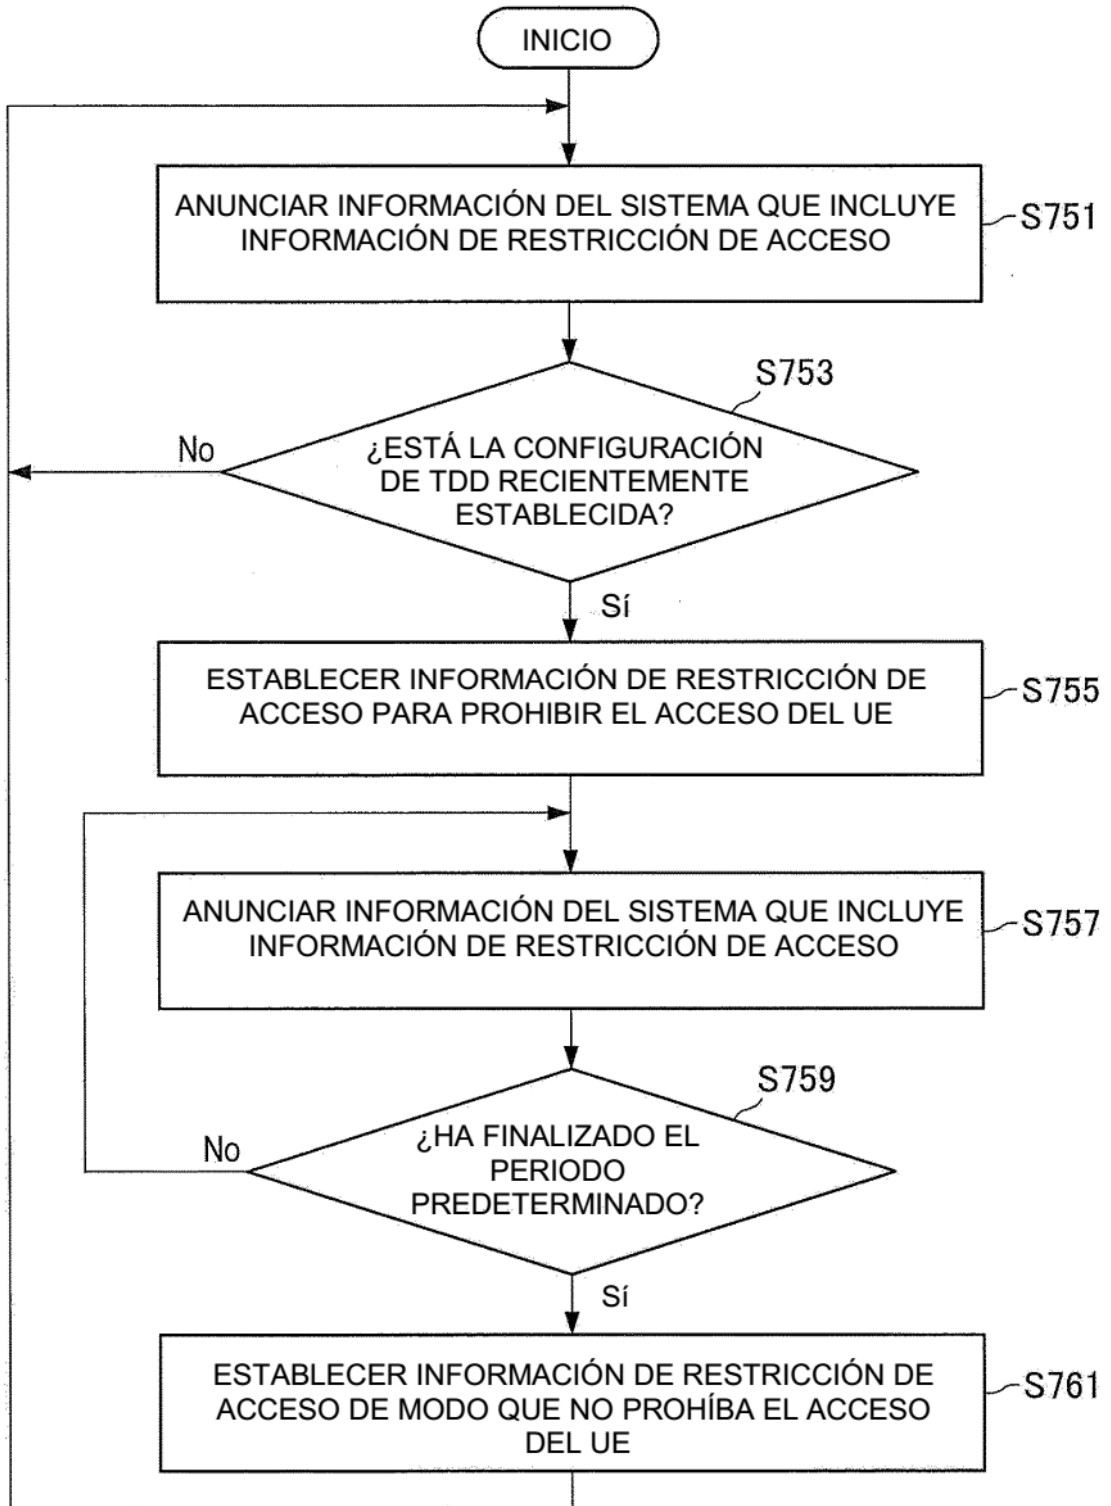 INICIO
ANUNCIAR INFORMACIÓN DEL SISTEMA QUE INCLUYE
INFORMACIÓN DE RESTRICCIÓN DE ACCESO
S751
S753
No
¿ESTÁ LA CONFIGURACIÓN
DE TDD RECIENTEMENTE
ESTABLECIDA?
Sí
ESTABLECER INFORMACIÓN DE RESTRICCIÓN DE
ACCESO PARA PROHIBIR EL ACCESO DEL UE
S755
ANUNCIAR INFORMACIÓN DEL SISTEMA QUE INCLUYE
INFORMACIÓN DE RESTRICCIÓN DE ACCESO
S757
S759
No
¿HA FINALIZADO EL
PERIODO
PREDETERMINADO?
Sí
ESTABLECER INFORMACIÓN DE RESTRICCIÓN DE
ACCESO DE MODO QUE NO PROHÍBA EL ACCESO
DEL UE
S761